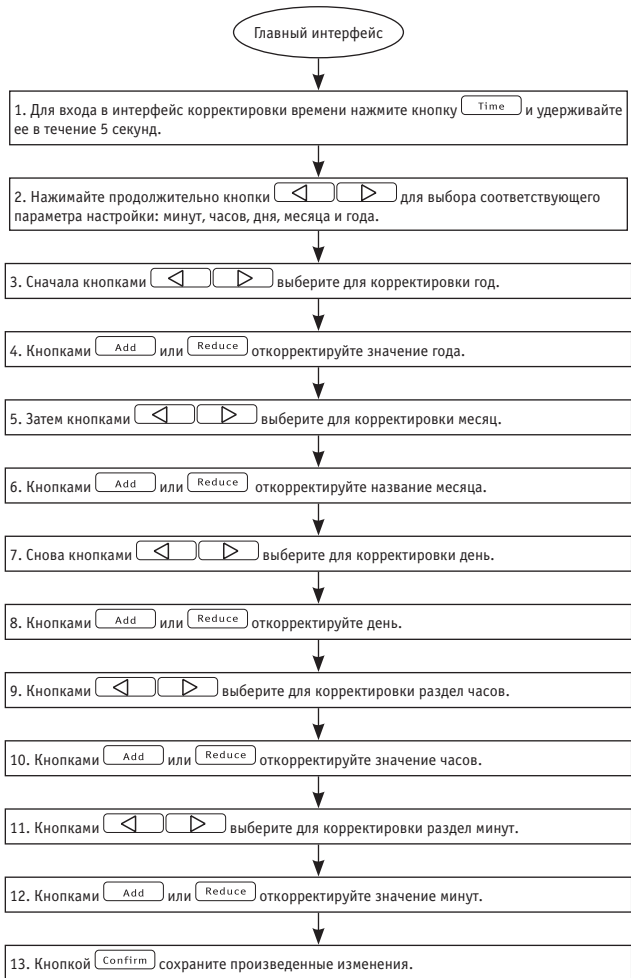 Главный интерфейс
1. Для входа в интерфейс корректировки времени нажмите кнопку Time и удерживайте
ее в течение 5 секунд.
2. Нажимайте продолжительно кнопки ◁ ▷ для выбора соответствующего
параметра настройки: минут, часов, дня, месяца и года.
3. Сначала кнопками ◁ ▷ выберите для корректировки год.
4. Кнопками Add или Reduce откорректируйте значение года.
5. Затем кнопками ◁ ▷ выберите для корректировки месяц.
6. Кнопками Add или Reduce откорректируйте название месяца.
7. Снова кнопками ◁ ▷ выберите для корректировки день.
8. Кнопками Add или Reduce откорректируйте день.
9. Кнопками ◁ ▷ выберите для корректировки раздел часов.
10. Кнопками Add или Reduce откорректируйте значение часов.
11. Кнопками ◁ ▷ выберите для корректировки раздел минут.
12. Кнопками Add или Reduce откорректируйте значение минут.
13. Кнопкой Confirm сохраните произведенные изменения.